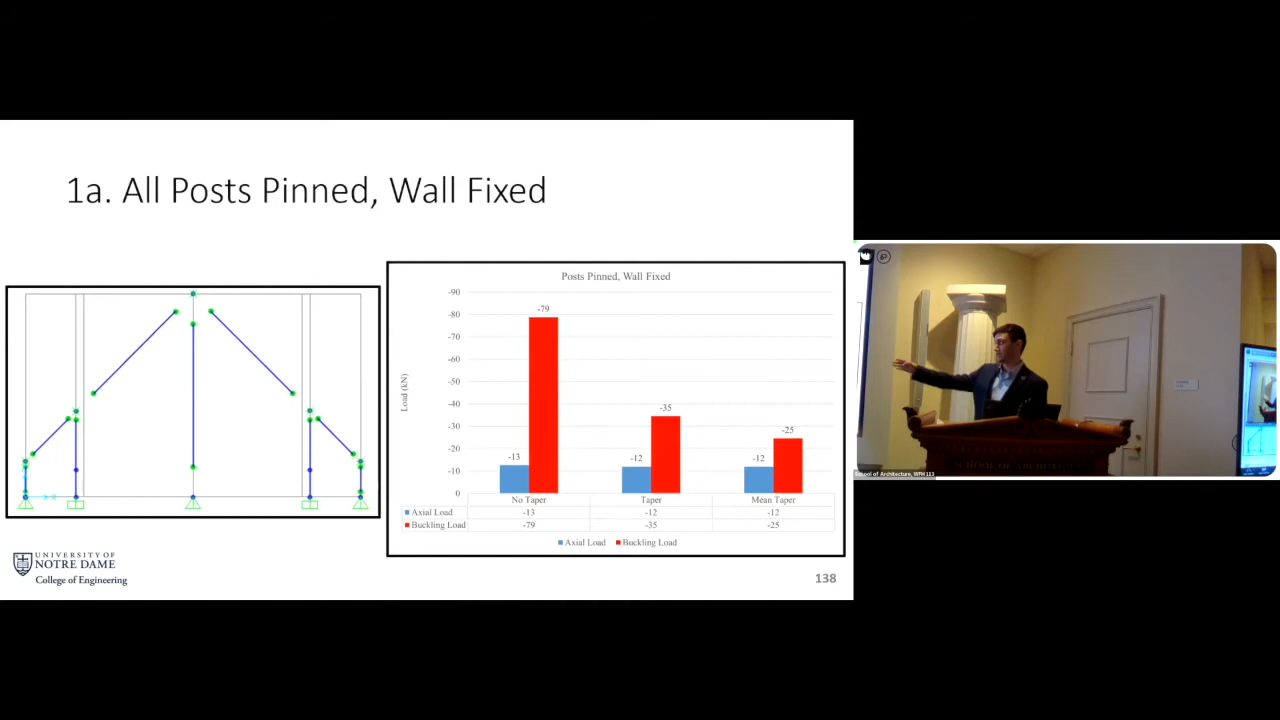 1a. All Posts Pinned, Wall Fixed
Posts Pinned, Wall Fixed
Load (kN)
-90
-80
-70
-60
-50
-40
-30
-20
-10
0
-13
-79
-12
-35
-12
-25
No Taper Taper Mean Taper
Axial Load -13 -12 -12
Buckling Load -79 -35 -25
Axial Load Buckling Load
UNIVERSITY OF
NOTRE DAME
College of Engineering
138
SCHOOL OF ARCHITECTURE
School of Architecture, WFH 113